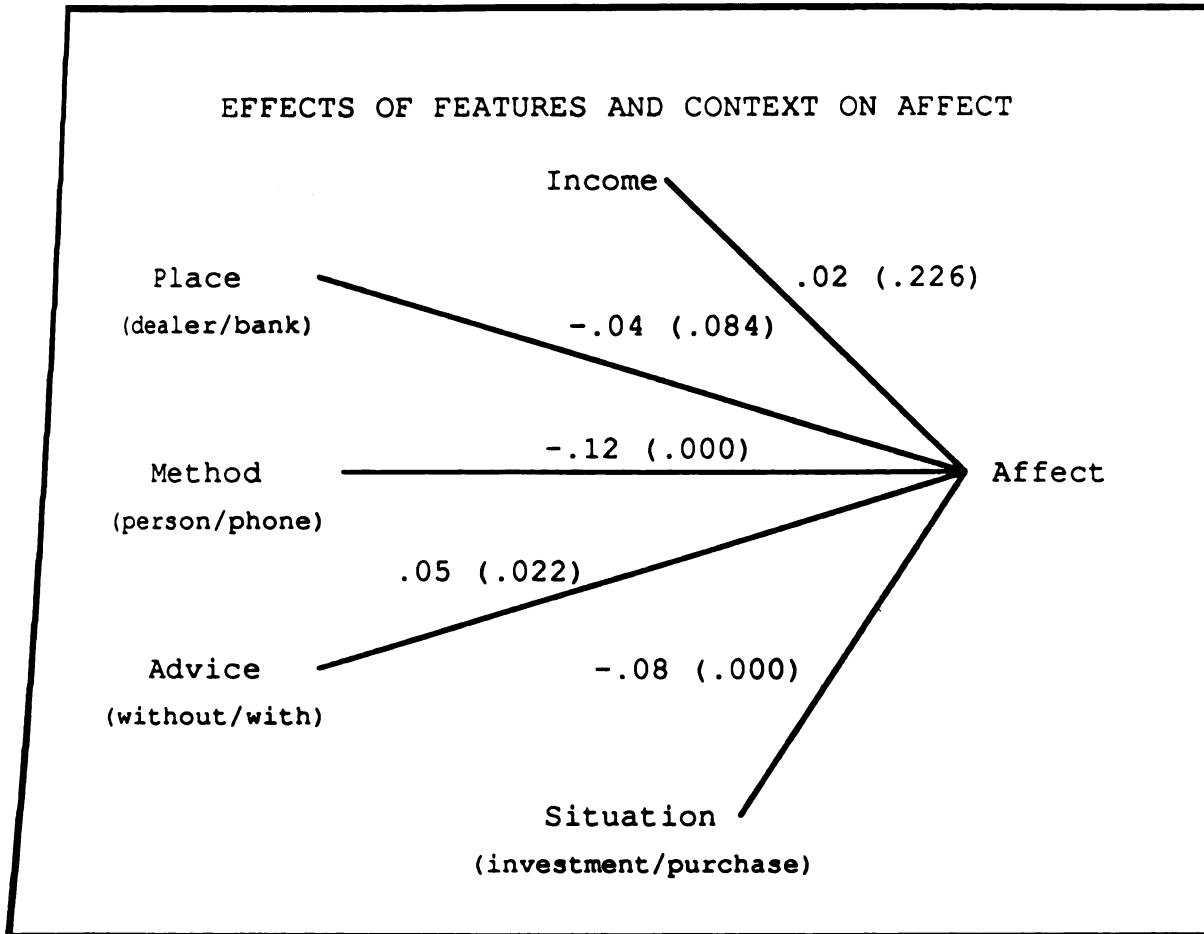 EFFECTS OF FEATURES AND CONTEXT ON AFFECT
Income
Place
.02 (.226)
(dealer/bank)
-.04 (.084)
-.12 (.000)
Method
Affect
(person/phone)
.05 (.022)
Advice
-.08 (.000)
(without/with)
Situation
(investment/purchase)